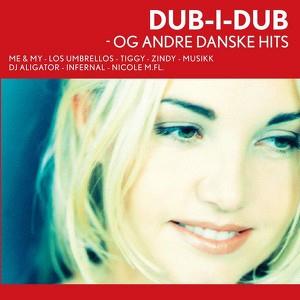 DUB-I-DUB
- OG ANDRE DANSKE HITS
ME & MY - LOS UMBRELLOS - TIGGY - ZINDY - MUSIKK
DJ ALIGATOR - INFERNAL - NICOLE M.FL.